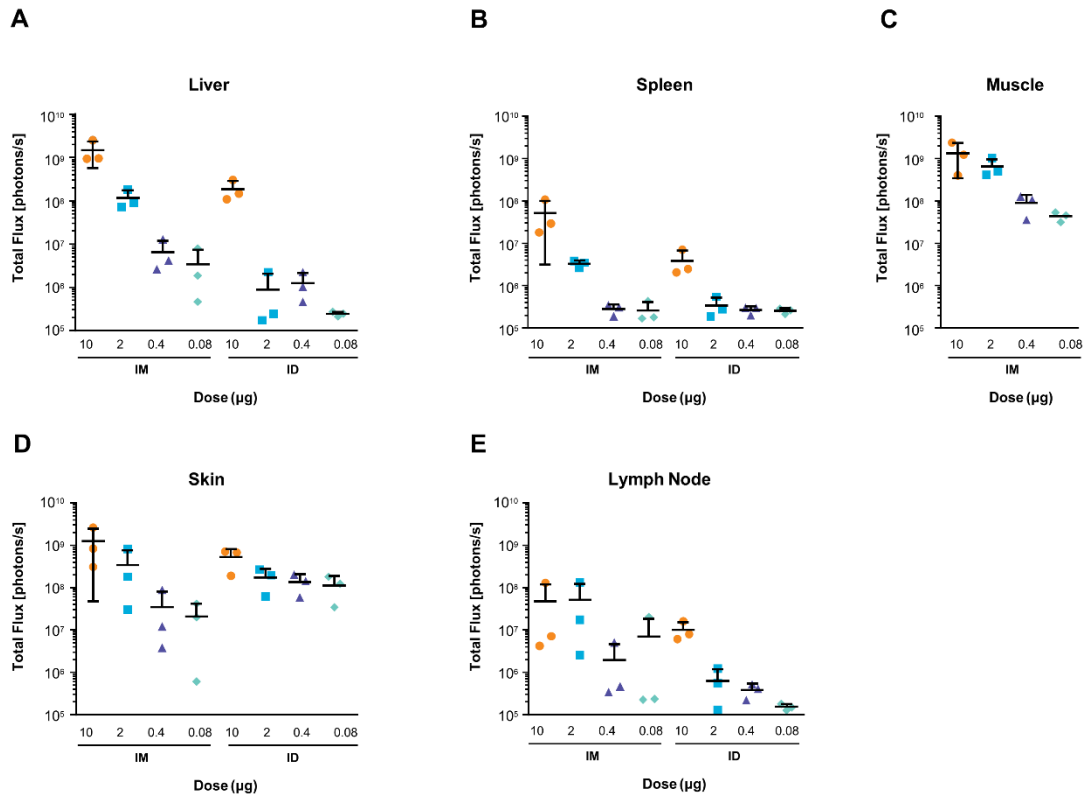 A
Liver
Total Flux [photons/s]
10¹⁰
10⁹
10⁸
10⁷
10⁶
10⁵
10 2 0.4 0.08 10 2 0.4 0.08
IM ID
Dose (µg)
B
Spleen
Total Flux [photons/s]
10¹⁰
10⁹
10⁸
10⁷
10⁶
10⁵
10 2 0.4 0.08 10 2 0.4 0.08
IM ID
Dose (µg)
C
Muscle
Total Flux [photons/s]
10¹⁰
10⁹
10⁸
10⁷
10⁶
10⁵
10 2 0.4 0.08
IM
Dose (µg)
D
Skin
Total Flux [photons/s]
10¹⁰
10⁹
10⁸
10⁷
10⁶
10⁵
10 2 0.4 0.08 10 2 0.4 0.08
IM ID
Dose (µg)
E
Lymph Node
Total Flux [photons/s]
10¹⁰
10⁹
10⁸
10⁷
10⁶
10⁵
10 2 0.4 0.08 10 2 0.4 0.08
IM ID
Dose (µg)